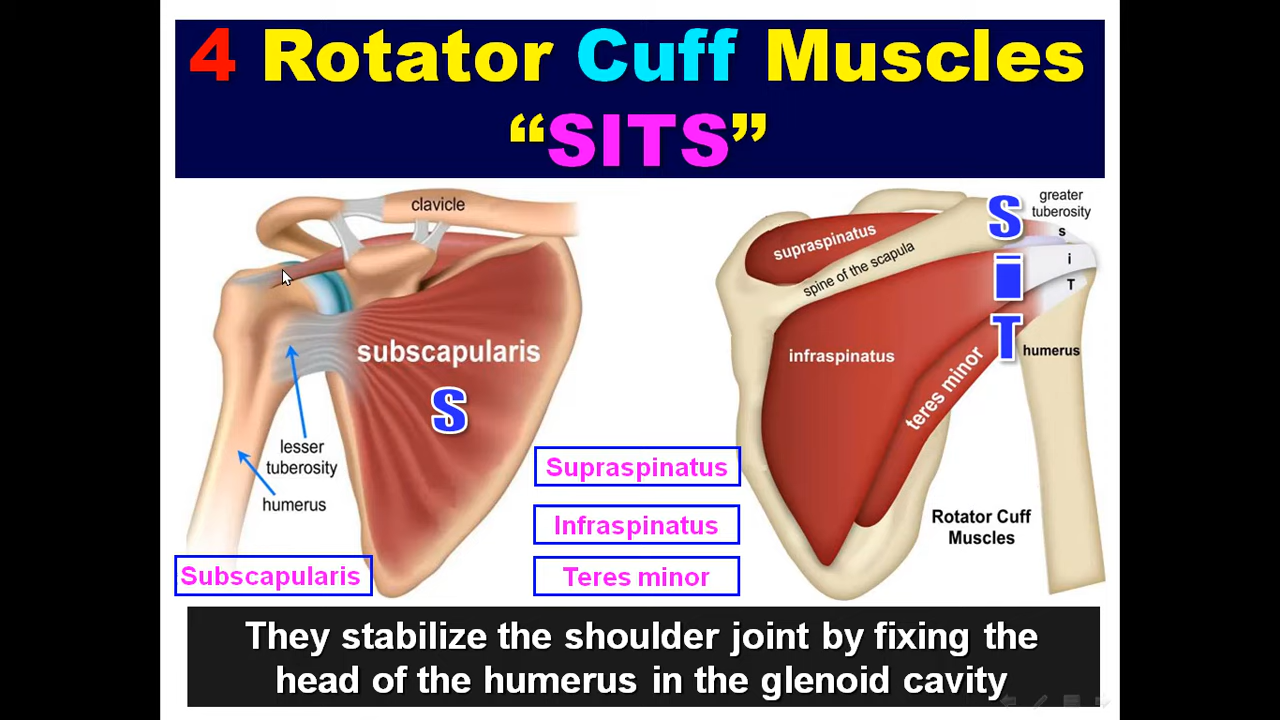 4 Rotator Cuff Muscles
“SITS”
clavicle
subscapularis
S
lesser
tuberosity
humerus
Subscapularis
Supraspinatus
Infraspinatus
Teres minor
supraspinatus
spine of the scapula
infraspinatus
teres minor
S
i
T
greater
tuberosity
s
i
T
humerus
Rotator Cuff
Muscles
They stabilize the shoulder joint by fixing the
head of the humerus in the glenoid cavity